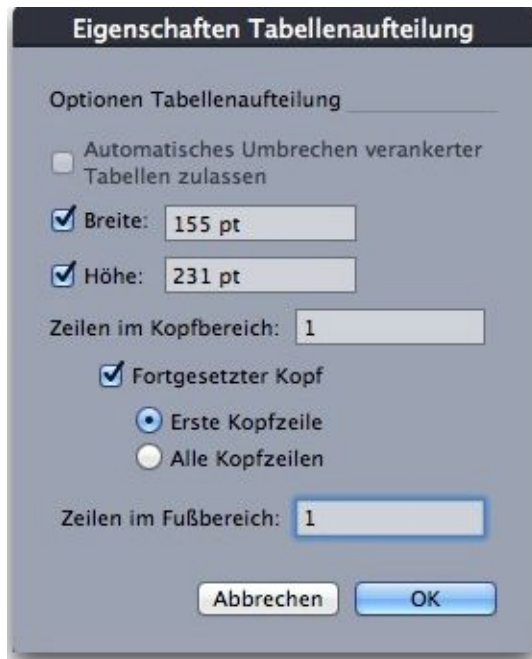 Eigenschaften Tabellenaufteilung
Optionen Tabellenaufteilung
Automatisches Umbrechen verankerter
Tabellen zulassen
Breite: 155 pt
Höhe: 231 pt
Zeilen im Kopfbereich: 1
Fortgesetzter Kopf
Erste Kopfzeile
Alle Kopfzeilen
Zeilen im Fußbereich: 1
Abbrechen OK